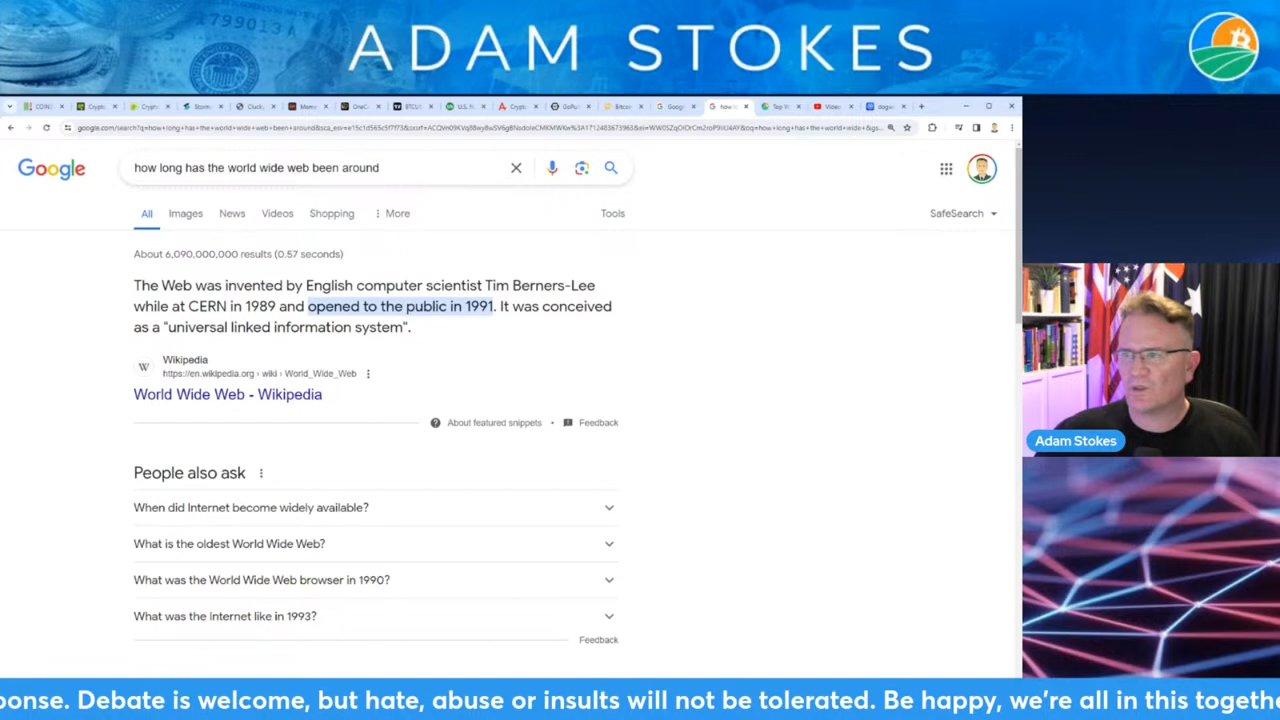 ADAM STOKES
how long has the world wide web been around
Google
All
Images
News
Videos
Shopping
More
Tools
SafeSearch
About 6,090,000,000 results (0.57 seconds)
The Web was invented by English computer scientist Tim Berners-Lee
while at CERN in 1989 and opened to the public in 1991. It was conceived
as a "universal linked information system".
W
Wikipedia
https://en.wikipedia.org › wiki › World_Wide_Web
World Wide Web - Wikipedia
About featured snippets • Feedback
People also ask
When did Internet become widely available?
What is the oldest World Wide Web?
What was the World Wide Web browser in 1990?
What was the Internet like in 1993?
Feedback
Adam Stokes
ponse. Debate is welcome, but hate, abuse or insults will not be tolerated. Be happy, we're all in this togethe